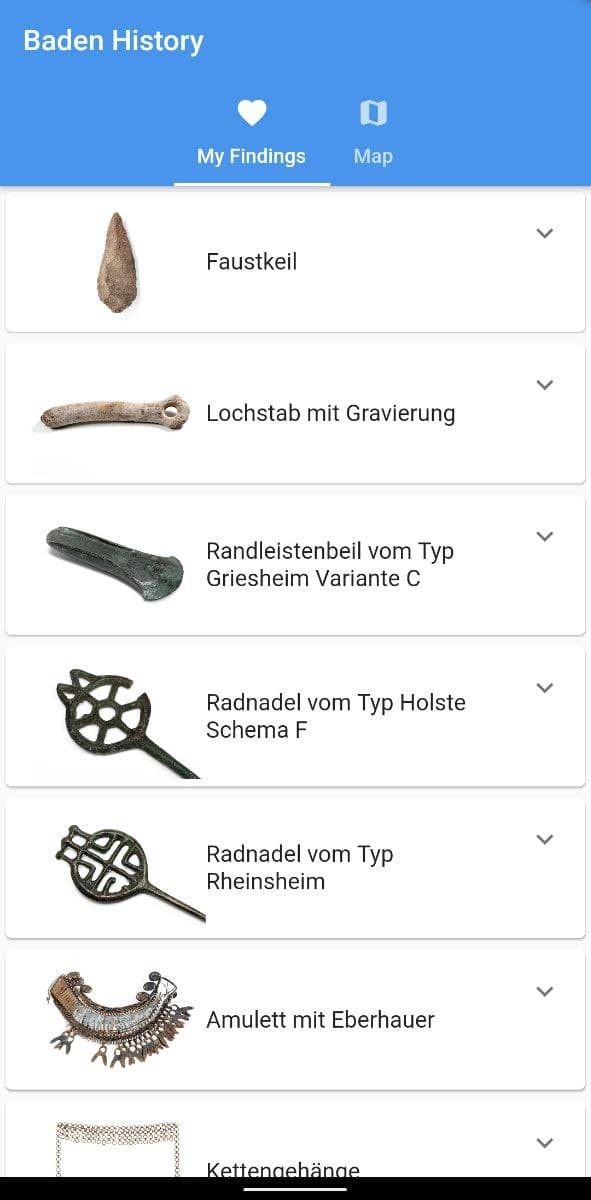 Baden History
My Findings
Map
Faustkeil
Lochstab mit Gravierung
Randleistenbeil vom Typ
Griesheim Variante C
Radnadel vom Typ Holste
Schema F
Radnadel vom Typ
Rheinsheim
Amulett mit Eberhauer
Kettengehänge